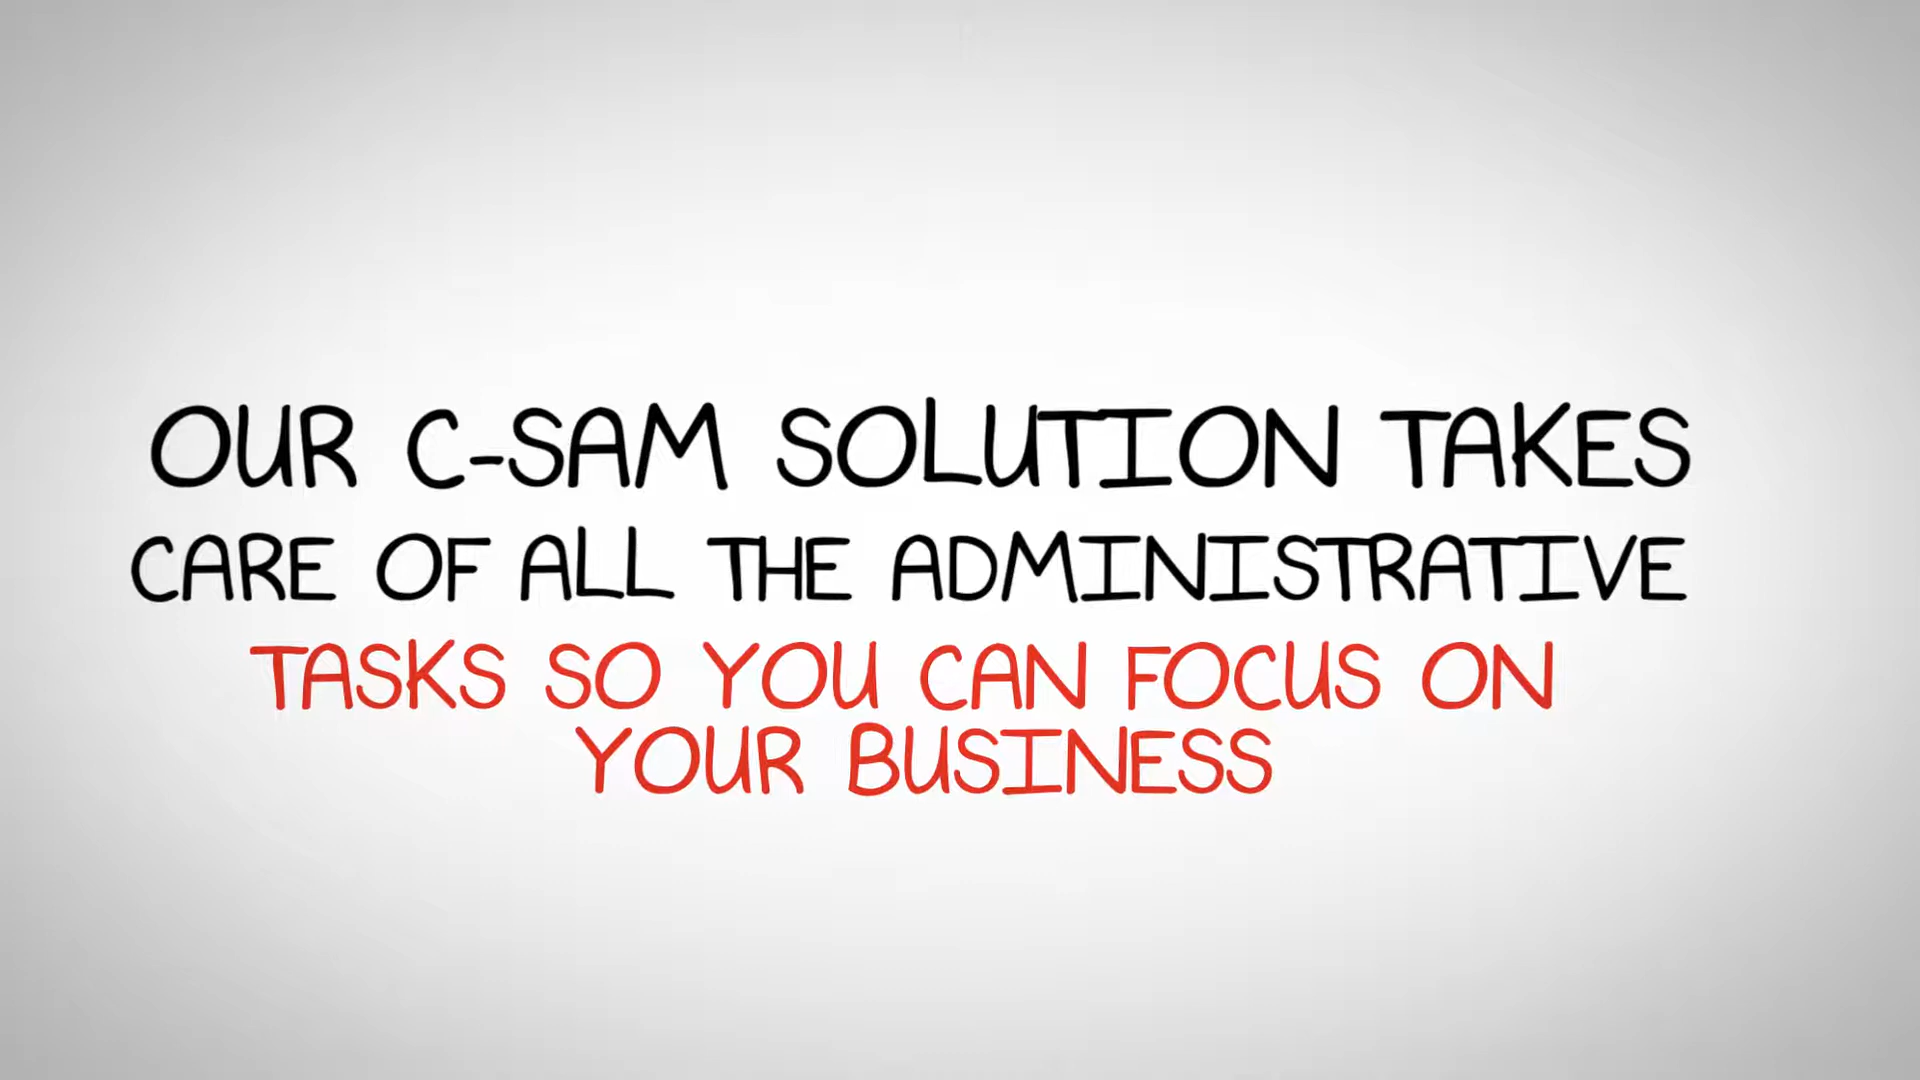 OUR C-SAM SOLUTION TAKES
CARE OF ALL THE ADMINISTRATIVE
TASKS SO YOU CAN FOCUS ON
YOUR BUSINESS